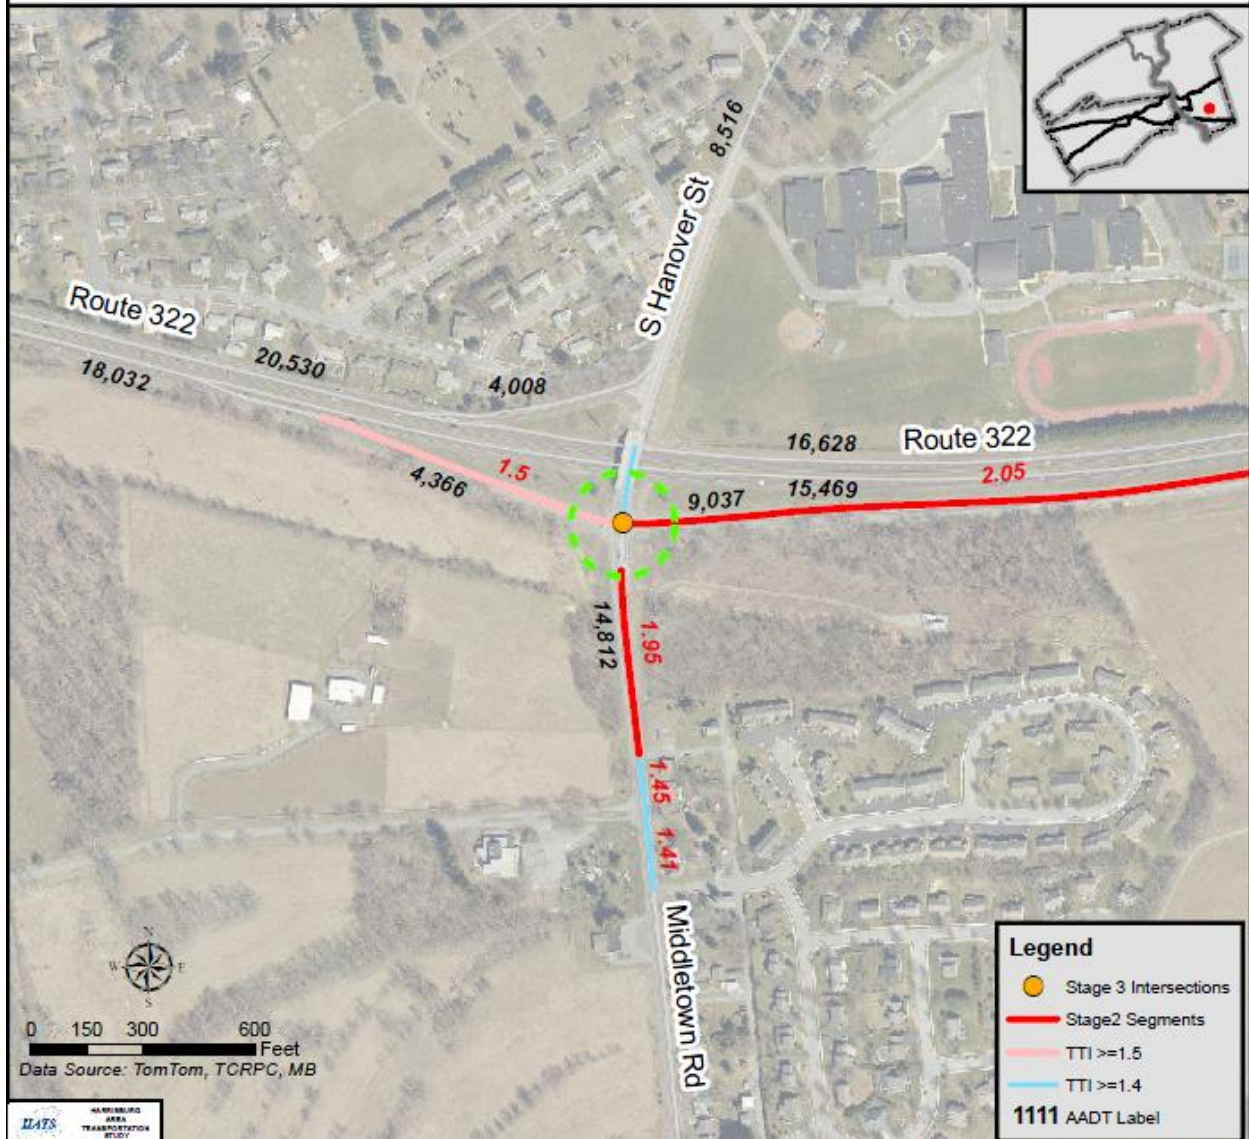 8,516
S Hanover St
Route 322
20,530
4,008
18,032
16,628
Route 322
1.5
2.05
4,366
15,469
9,037
14,812
1.95
1.45
1.41
Middletown Rd
N
W E
S
0 150 300 600
Feet
Data Source: TomTom, TCRPC, MB
HATS
HARRISBURG
AREA
TRANSPORTATION
STUDY
Legend
Stage 3 Intersections
Stage2 Segments
TTI >=1.5
TTI >=1.4
1111 AADT Label